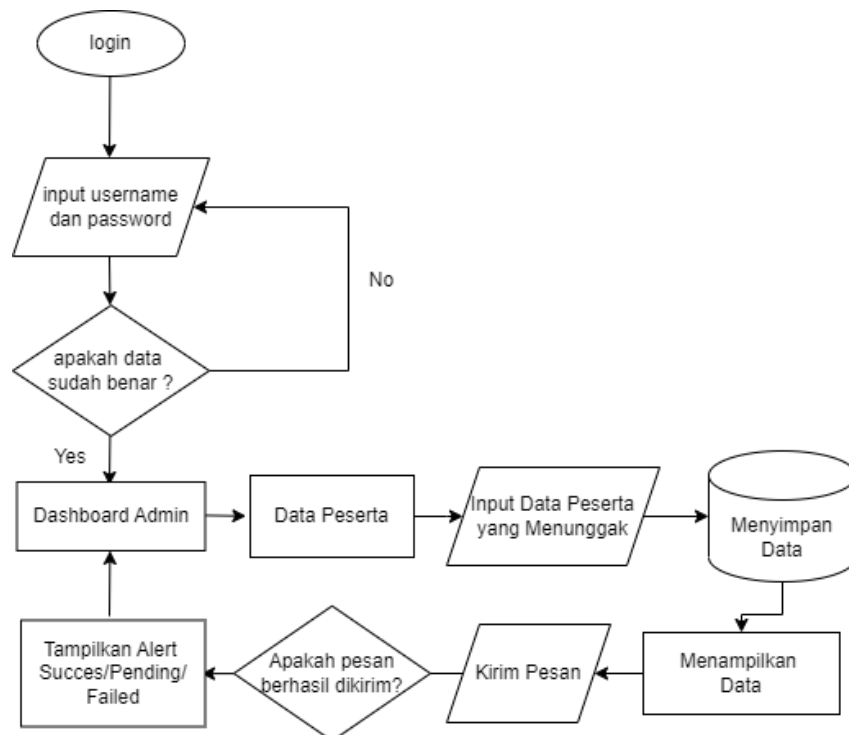 login
input username
dan password
No
apakah data
sudah benar ?
Yes
Dashboard Admin
Data Peserta
Input Data Peserta
yang Menunggak
Menyimpan
Data
Tampilkan Alert
Succes/Pending/
Failed
Apakah pesan
berhasil dikirim?
Kirim Pesan
Menampilkan
Data